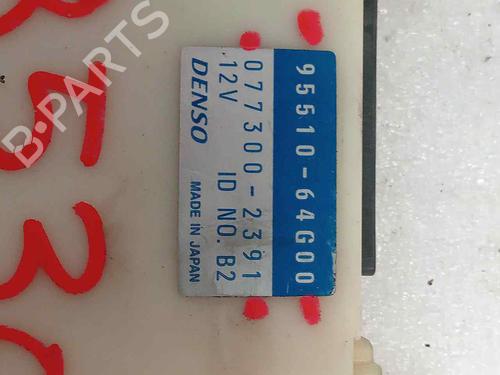 95510-64G00
077300-2391
12V ID NO. B2
DENSO MADE IN JAPAN
B-PARTS